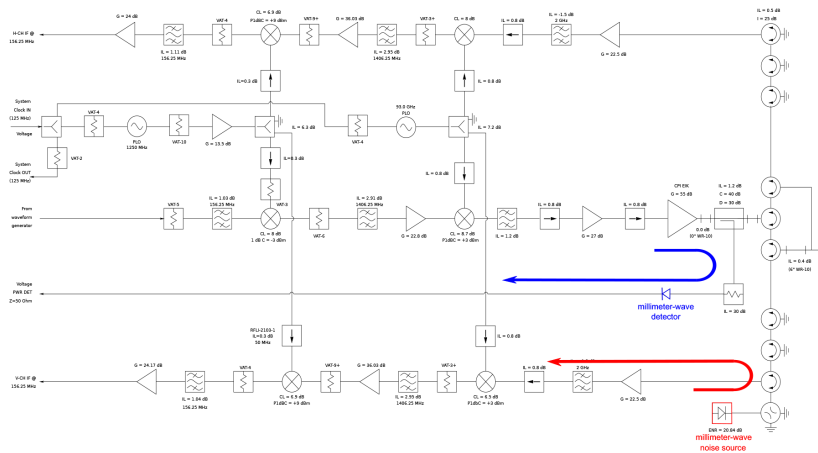 CL = 6.9 dB
P1dBC = +9 dBm
IL = 0.5 dB
I = 25 dB
G = 24 dB
VAT-4
VAT-9+
G = 36.03 dB
VAT-3+
CL = 8 dB
IL = 0.8 dB
IL = -1.5 dB
2 GHz
H-CH IF @
156.25 MHz
IL = 1.11 dB
156.25 MHz
IL = 2.95 dB
1406.25 MHz
G = 22.5 dB
IL=0.3 dB
IL = 0.8 dB
System
Clock IN
(125 MHz)
VAT-4
93.0 GHz
PLO
Voltage
IL = 6.3 dB
IL = 7.2 dB
PLO
1250 MHz
VAT-10
G = 13.5 dB
VAT-4
System
Clock OUT
(125 MHz)
VAT-2
IL=0.3 dB
IL = 0.8 dB
VAT-5
IL = 1.03 dB
156.25 MHz
VAT-3
IL = 2.91 dB
1406.25 MHz
IL = 0.8 dB
IL = 0.8 dB
CPI EIK
G = 55 dB
IL = 1.2 dB
C = 40 dB
D = 30 dB
From
waveform
generator
0.0 dB
(0" WR-10)
CL = 8 dB
1 dB C = -3 dBm
VAT-6
G = 22.8 dB
CL = 8.7 dB
P1dBC = +3 dBm
IL = 1.2 dB
G = 27 dB
IL = 0.4 dB
(6" WR-10)
Voltage
PWR DET
Z=50 Ohm
millimeter-wave
detector
IL = 30 dB
RFLI-2103-1
IL=0.3 dB
50 MHz
IL = 0.8 dB
G = 24.17 dB
VAT-9+
G = 36.03 dB
VAT-3+
IL = 0.8 dB
2 GHz
V-CH IF @
156.25 MHz
IL = 1.04 dB
156.25 MHz
CL = 6.9 dB
P1dBC = +9 dBm
IL = 2.95 dB
1406.25 MHz
CL = 6.5 dB
P1dBC = +3 dBm
G = 22.5 dB
ENR = 20.84 dB
millimeter-wave
noise source